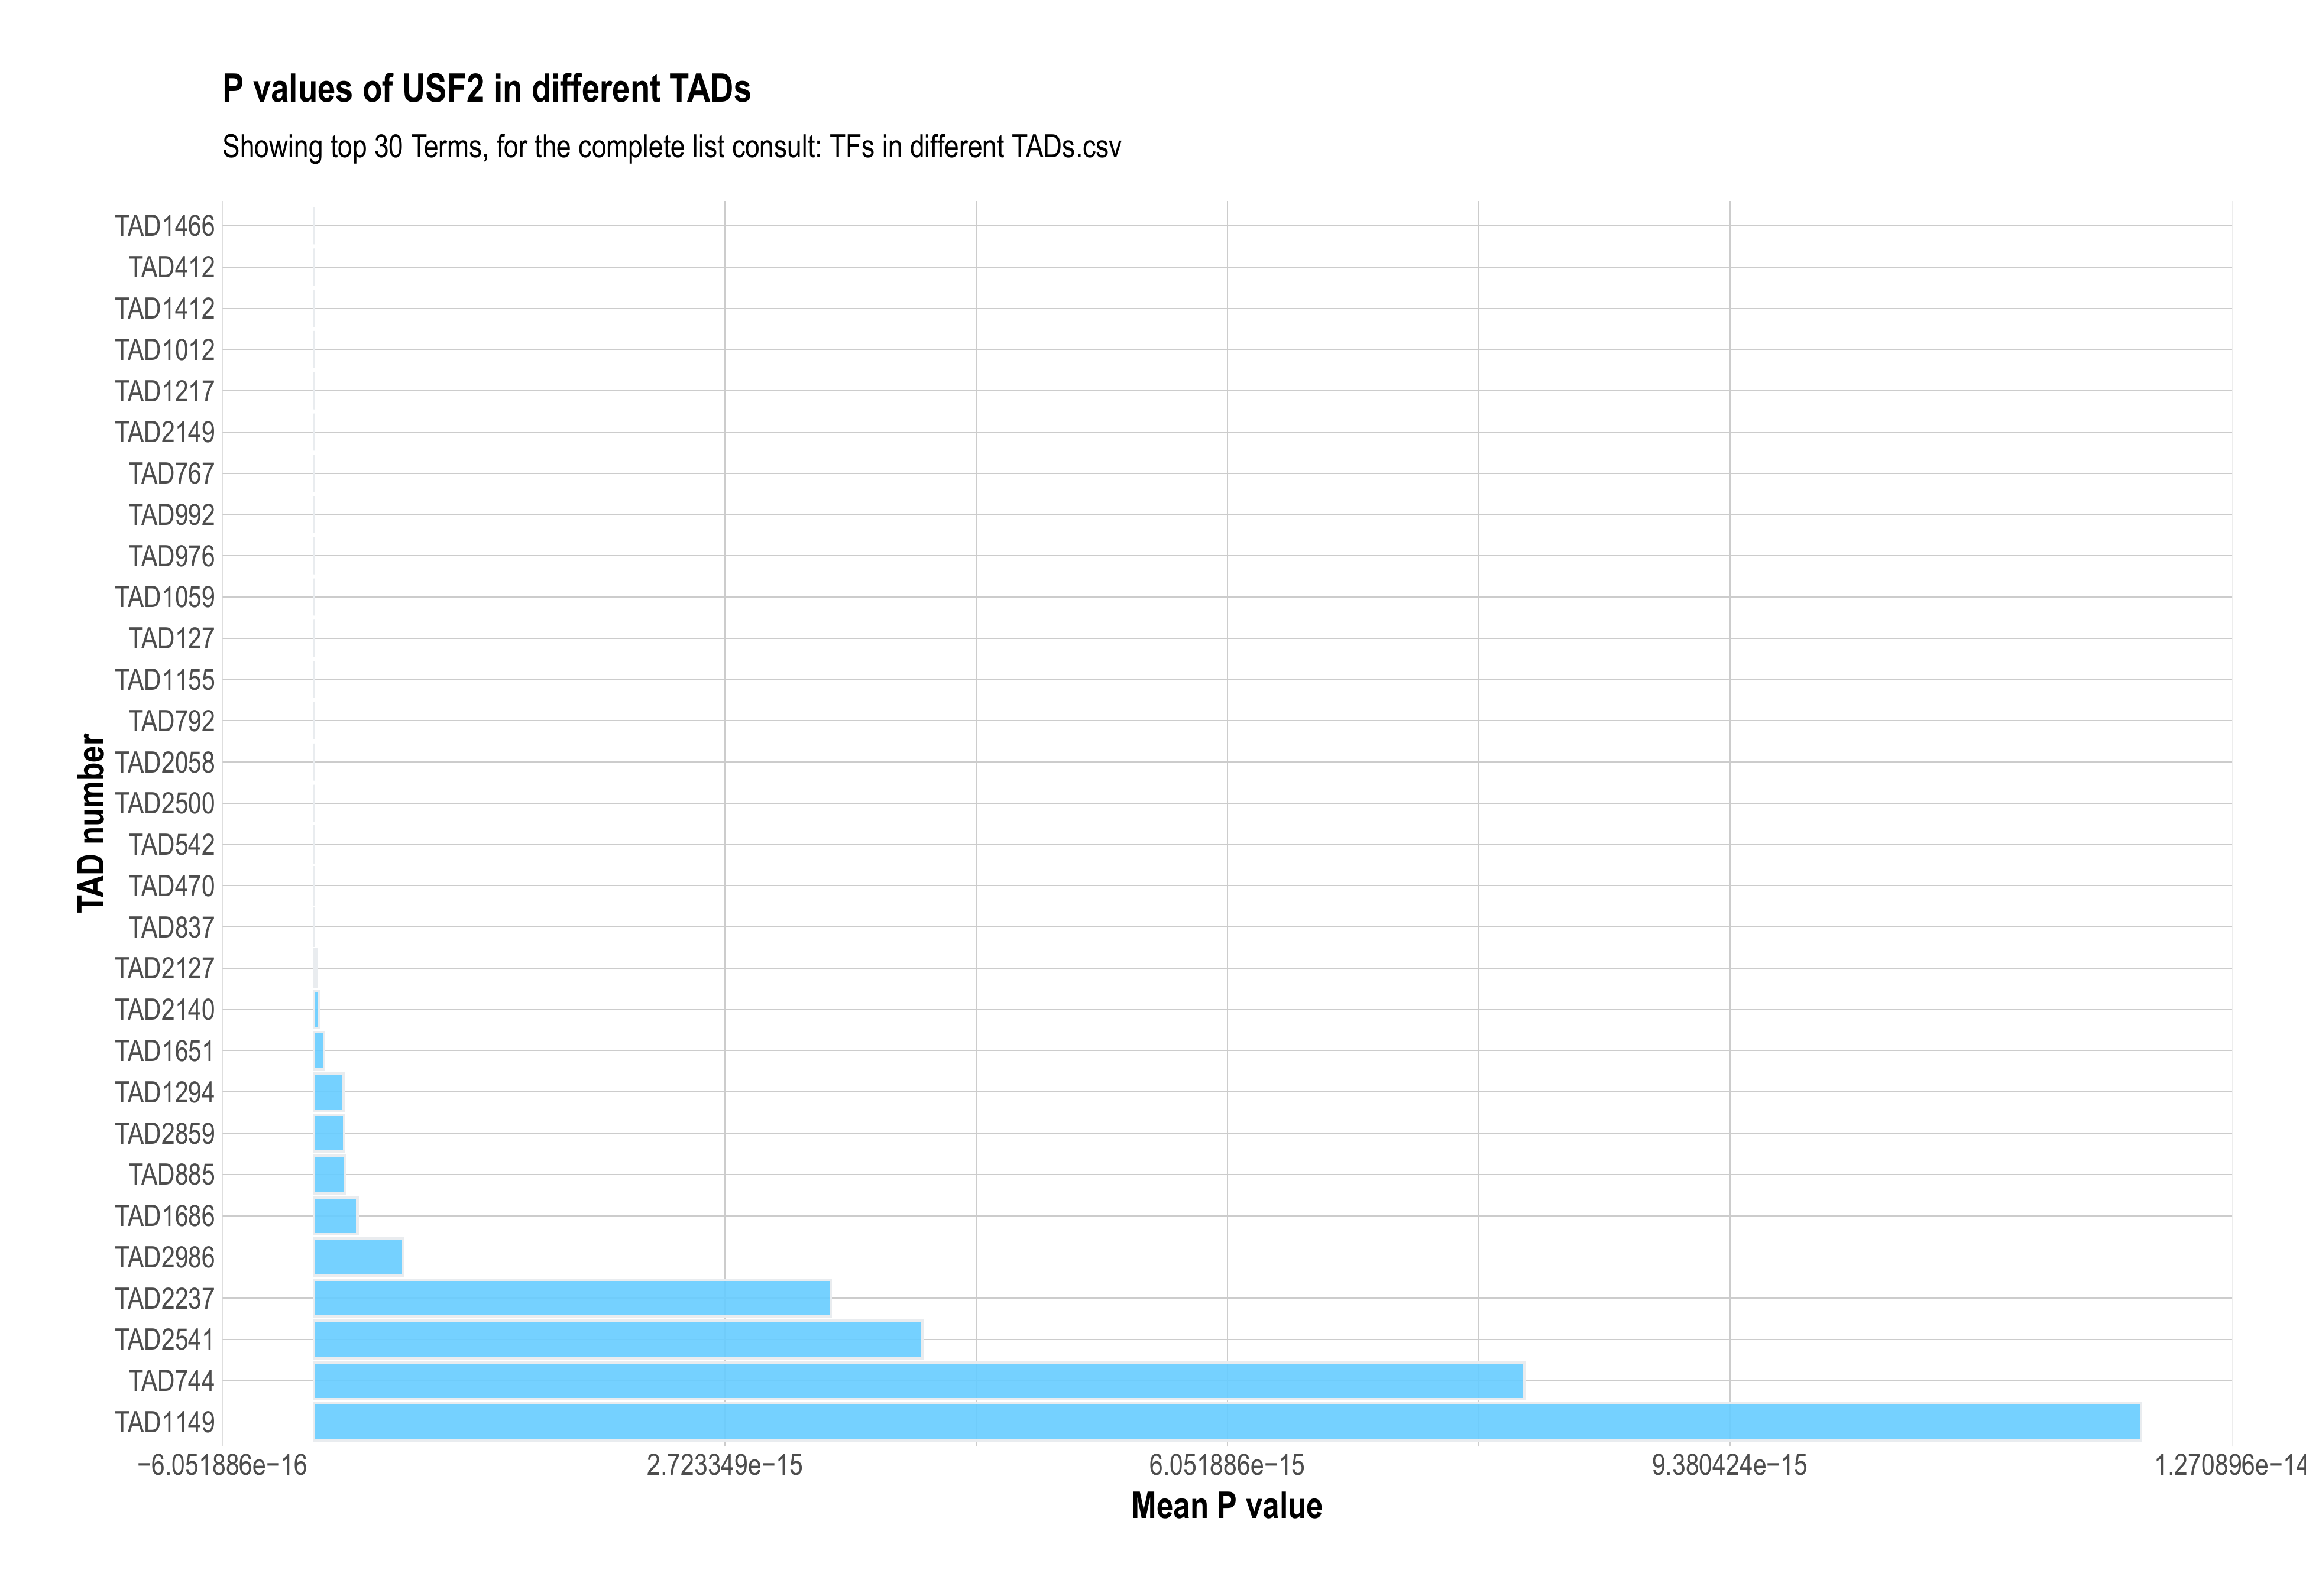 P values of USF2 in different TADs
Showing top 30 Terms, for the complete list consult: TFs in different TADs.csv
TAD number
TAD1466
TAD412
TAD1412
TAD1012
TAD1217
TAD2149
TAD767
TAD992
TAD976
TAD1059
TAD127
TAD1155
TAD792
TAD2058
TAD2500
TAD542
TAD470
TAD837
TAD2127
TAD2140
TAD1651
TAD1294
TAD2859
TAD885
TAD1686
TAD2986
TAD2237
TAD2541
TAD744
TAD1149
−6.051886e−16 2.723349e−15 6.051886e−15 9.380424e−15 1.270896e−14
Mean P value